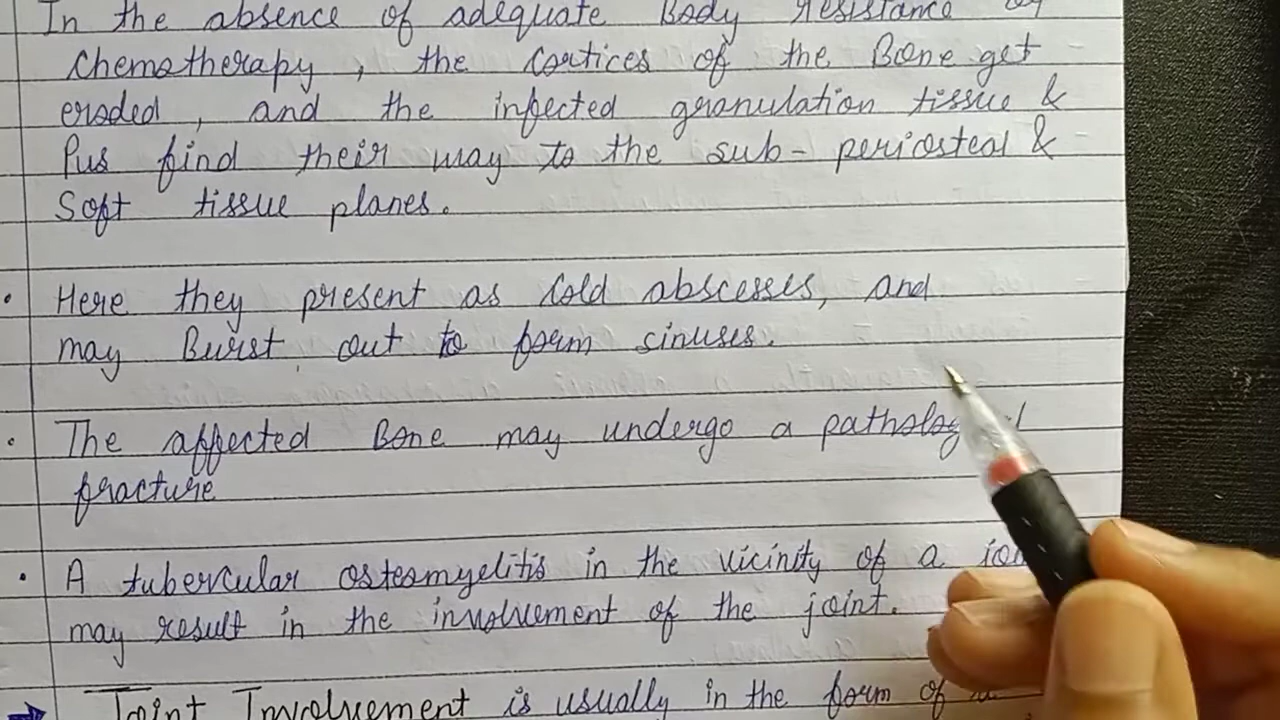 In the absence of adequate Body resistance or
Chemotherapy, the Cortices of the Bone get
eroded, and the infected granulation tissue &
Pus find their way to the sub-periosteal &
Soft tissue planes.
• Here they present as Cold abscesses, and
may Burst out to form sinuses.
• The affected Bone may undergo a
fracture
• A tubercular osteomyelitis in the vicinity of a
may result in the involvement of the joint.
Joint Involvement is usually in the form of